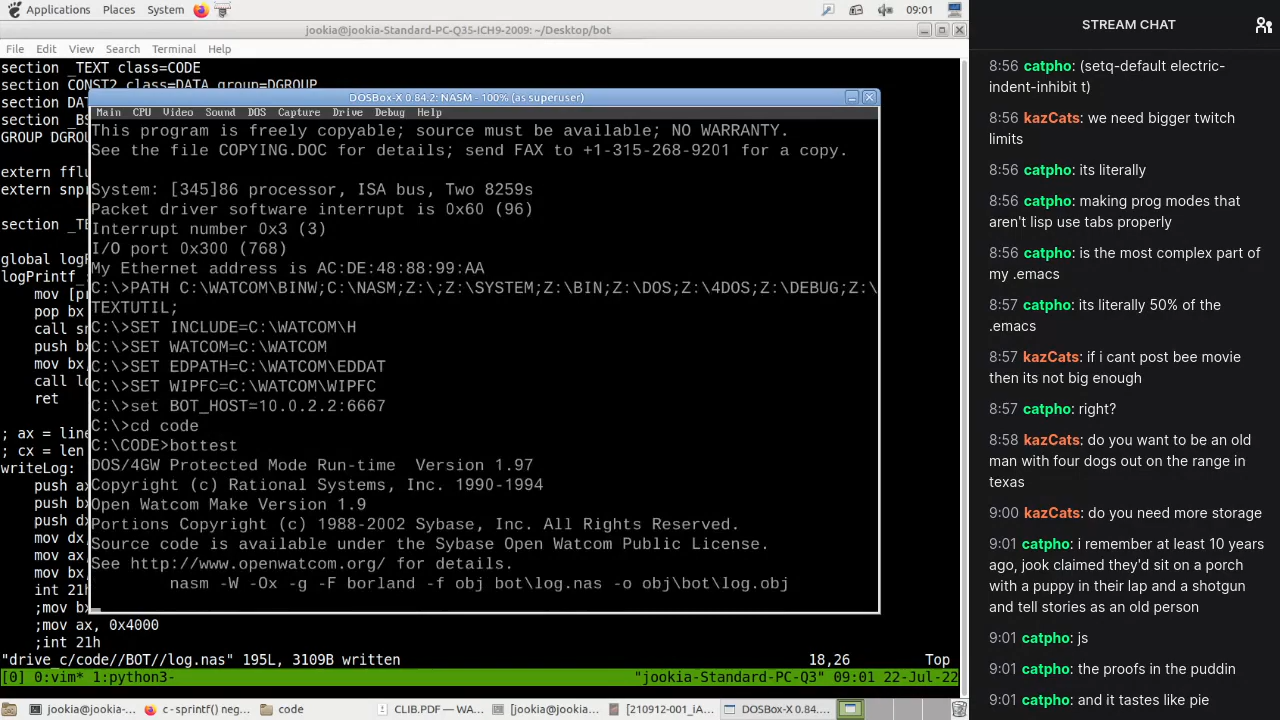 Applications Places System 09:01
jookia@jookia-Standard-PC-Q35-ICH9-2009: ~/Desktop/bot
File Edit View Search Terminal Help
section _TEXT class=CODE
section CONST2 class=DATA group=DGROUP
section DA
section _B
GROUP DGRO
extern fflu
extern snpr
section _TE
global logP
logPrintf_
mov [pr
pop bx
call sn
push b
mov bx,
call lo
ret
; ax = line
; cx = len
writeLog:
push ax
push bx
push dx
mov dx,
mov ax,
mov bx,
int 21h
;mov bx
;mov ax, 0x4000
;int 21h
"drive_c/code//BOT//log.nas" 195L, 3109B written 18,26 Top
[0] 0:vim* 1:python3- "jookia-Standard-PC-Q3" 09:01 22-Jul-22
DOSBox-X 0.84.2: NASM - 100% (as superuser)
Main CPU Video Sound DOS Capture Drive Debug Help
This program is freely copyable; source must be available; NO WARRANTY.
See the file COPYING.DOC for details; send FAX to +1-315-268-9201 for a copy.
System: [345]86 processor, ISA bus, Two 8259s
Packet driver software interrupt is 0x60 (96)
Interrupt number 0x3 (3)
I/O port 0x300 (768)
My Ethernet address is AC:DE:48:88:99:AA
C:\>PATH C:\WATCOM\BINW;C:\NASM;Z:\;Z:\SYSTEM;Z:\BIN;Z:\DOS;Z:\4DOS;Z:\DEBUG;Z:\
TEXTUTIL;
C:\>SET INCLUDE=C:\WATCOM\H
C:\>SET WATCOM=C:\WATCOM
C:\>SET EDPATH=C:\WATCOM\EDDAT
C:\>SET WIPFC=C:\WATCOM\WIPFC
C:\>set BOT_HOST=10.0.2.2:6667
C:\>cd code
C:\CODE>bottest
DOS/4GW Protected Mode Run-time Version 1.97
Copyright (c) Rational Systems, Inc. 1990-1994
Open Watcom Make Version 1.9
Portions Copyright (c) 1988-2002 Sybase, Inc. All Rights Reserved.
Source code is available under the Sybase Open Watcom Public License.
See http://www.openwatcom.org/ for details.
nasm -W -Ox -g -F borland -f obj bot\log.nas -o obj\bot\log.obj
jookia@jookia-... c - sprintf() neg... code CLIB.PDF — WA... [jookia@jookia-... [210912-001_iA... DOSBox-X 0.84....
STREAM CHAT
8:56 catpho: (setq-default electric-
indent-inhibit t)
8:56 kazCats: we need bigger twitch
limits
8:56 catpho: its literally
8:56 catpho: making prog modes that
aren't lisp use tabs properly
8:56 catpho: is the most complex part of
my .emacs
8:57 catpho: its literally 50% of the
.emacs
8:57 kazCats: if i cant post bee movie
then its not big enough
8:57 catpho: right?
8:58 kazCats: do you want to be an old
man with four dogs out on the range in
texas
9:00 kazCats: do you need more storage
9:01 catpho: i remember at least 10 years
ago, jook claimed they'd sit on a porch
with a puppy in their lap and a shotgun
and tell stories as an old person
9:01 catpho: js
9:01 catpho: the proofs in the puddin
9:01 catpho: and it tastes like pie